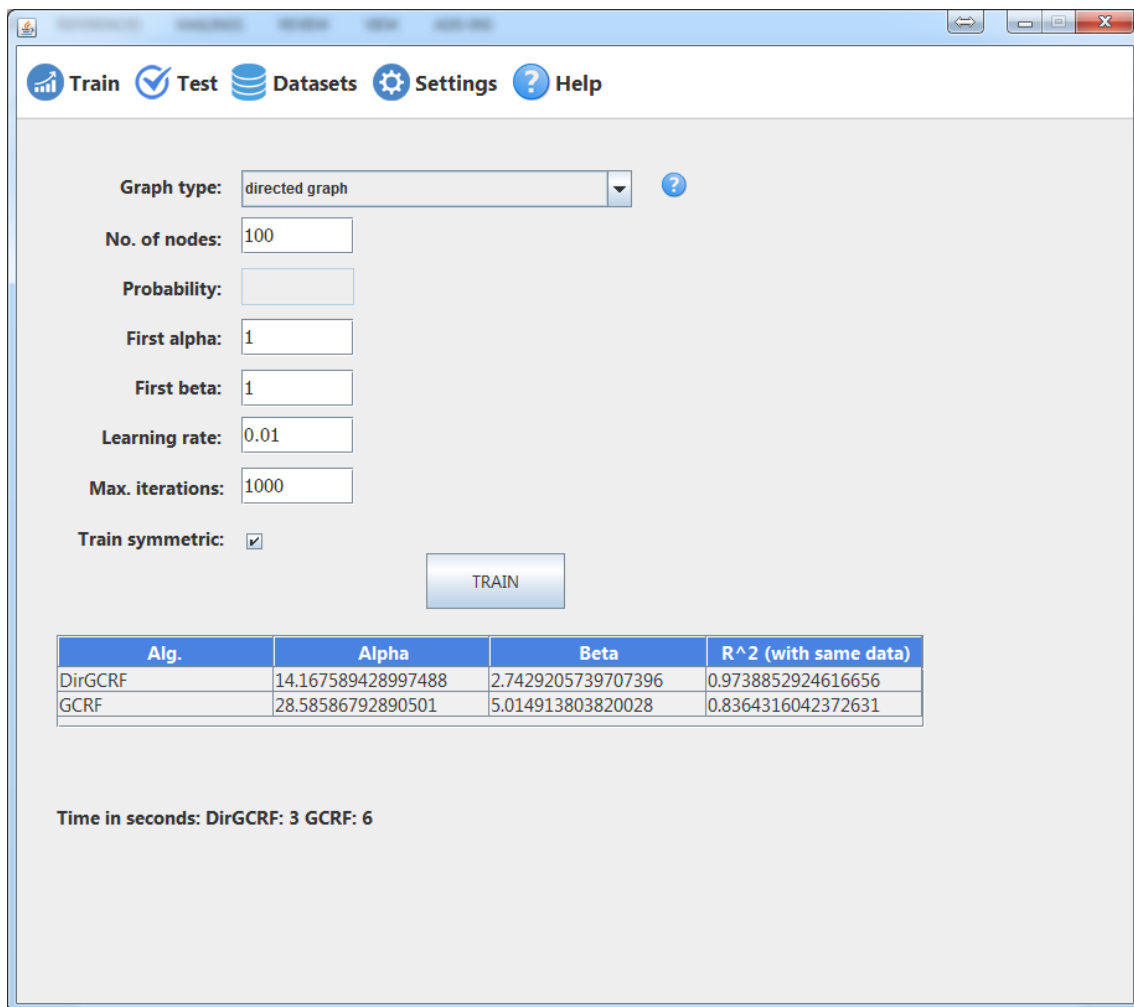 Train Test Datasets Settings ? Help
Graph type: directed graph ?
No. of nodes: 100
Probability:
First alpha: 1
First beta: 1
Learning rate: 0.01
Max. iterations: 1000
Train symmetric:
TRAIN
Alg. Alpha Beta R^2 (with same data)
DirGCRF 14.167589428997488 2.7429205739707396 0.9738852924616656
GCRF 28.58586792890501 5.014913803820028 0.8364316042372631
Time in seconds: DirGCRF: 3 GCRF: 6